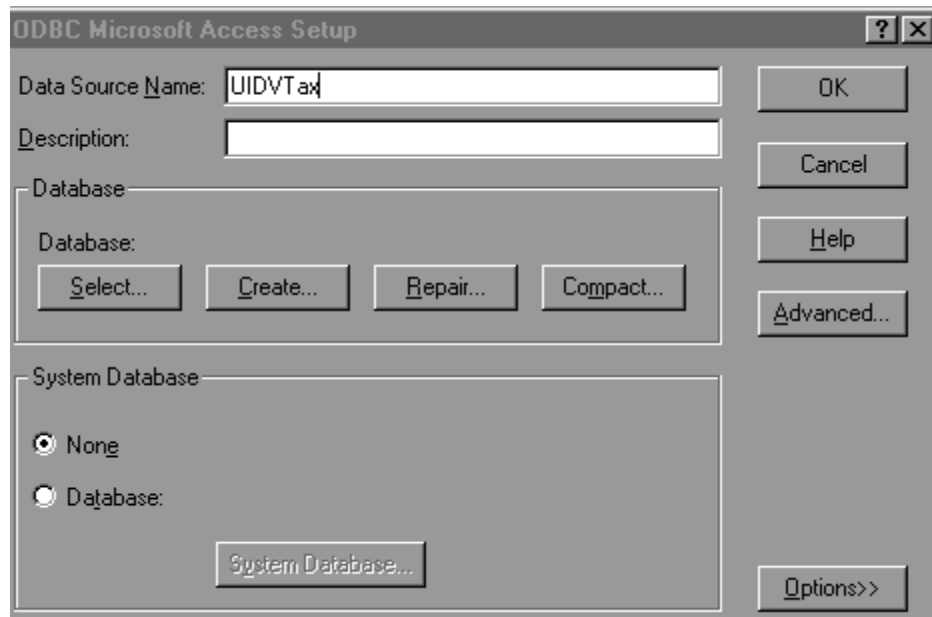 ODBC Microsoft Access Setup
Data Source Name: UIDVTax
OK
Description:
Cancel
Database
Database:
Help
Select... Create... Repair... Compact...
Advanced...
System Database
None
Database:
System Database...
Options>>